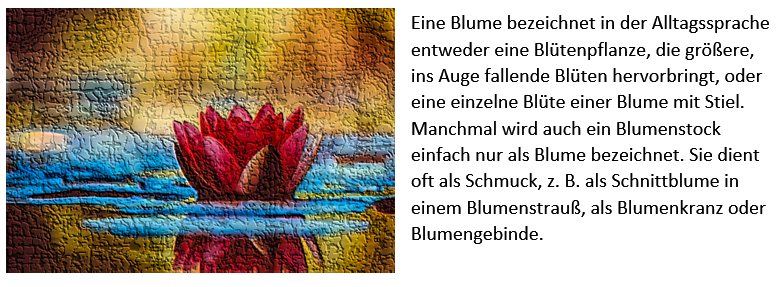 Eine Blume bezeichnet in der Alltagssprache
entweder eine Blütenpflanze, die größere,
ins Auge fallende Blüten hervorbringt, oder
eine einzelne Blüte einer Blume mit Stiel.
Manchmal wird auch ein Blumenstock
einfach nur als Blume bezeichnet. Sie dient
oft als Schmuck, z. B. als Schnittblume in
einem Blumenstrauß, als Blumenkranz oder
Blumengebinde.